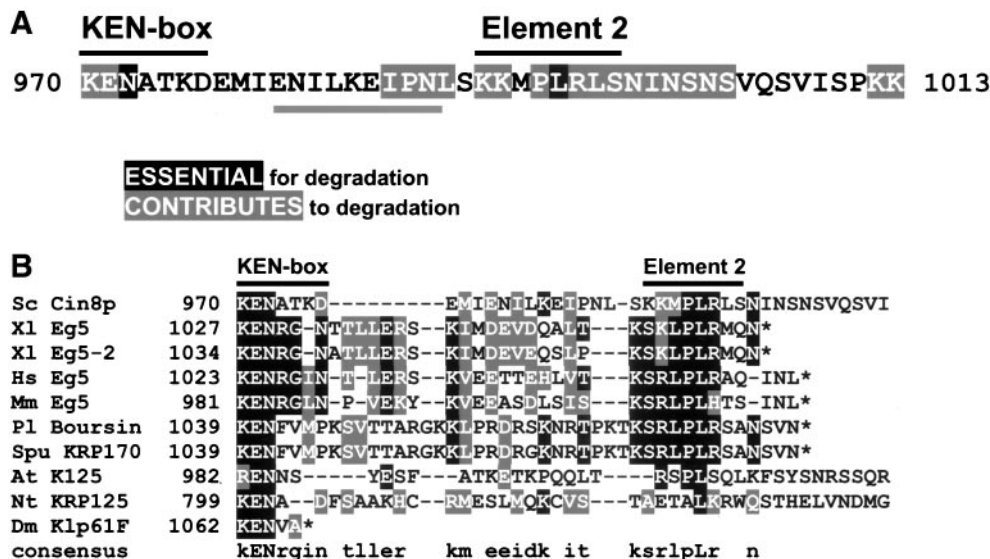 A
KEN-box Element 2
970 KENATKDEMIENILKEIPNLSKKMPLRLSNINSNSVQSVISPKK 1013
ESSENTIAL for degradation
CONTRIBUTES to degradation
B
KEN-box Element 2
Sc Cin8p 970 KENATKD---------EMIENILKEIPNL-SKKMPLRLSNINSNSVQSVI
Xl Eg5 1027 KENRG-NTTLLERS--KIMDEVDQALT---KSKLPLRMQN*
Xl Eg5-2 1034 KENRG-NATLLERS--KIMDEVEQSLP---KSKLPLRMQN*
Hs Eg5 1023 KENRGIN-T-LERS--KVEETTEHLVT---KSRLPLRAQ-INL*
Mm Eg5 981 KENRGLN-P-VEKY--KVEEASDLSIS---KSRLPLHTS-INL*
Pl Boursin 1039 KENFVMPKSVTTARGKKLPRDRSKNRTPKTKSRLPLRSANSVN*
Spu KRP170 1039 KENFVMPKSVTTARGKKLPRDRGKNRTPKTKSRLPLRSANSVN*
At K125 982 RENNS-----YESF---ATKETKPQQLT----RSPLSQLKFSYSNRSSQR
Nt KRP125 799 KENA--DFSAAKHC--RMESLMQKCVS---TAETALKRWQSTHELVNDMG
Dm Klp61F 1062 KENVA*
consensus kENrgin tller km eeidk it ksrlpLr n